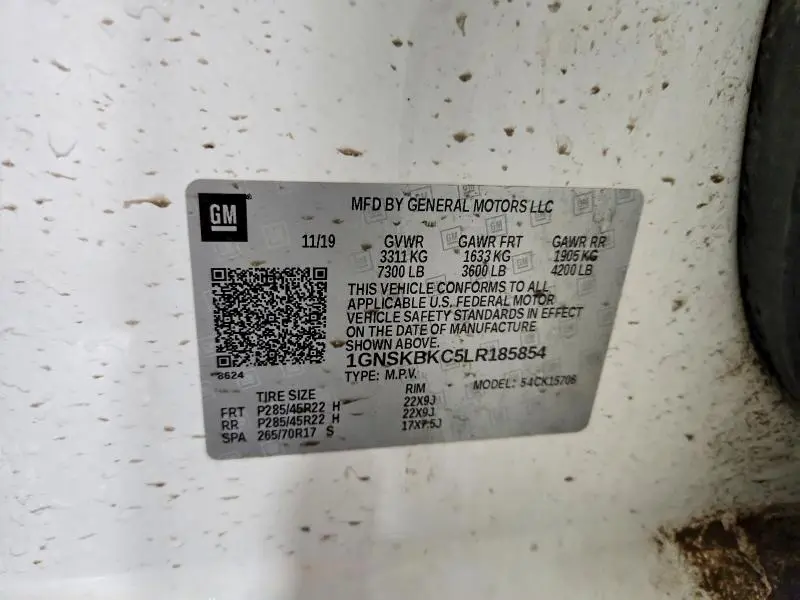 GM
MFD BY GENERAL MOTORS LLC
11/19 GVWR GAWR FRT GAWR RR
3311 KG 1633 KG 1905 KG
7300 LB 3600 LB 4200 LB
THIS VEHICLE CONFORMS TO ALL
APPLICABLE U.S. FEDERAL MOTOR
VEHICLE SAFETY STANDARDS IN EFFECT
ON THE DATE OF MANUFACTURE
SHOWN ABOVE.
1GNSKBKC5LR185854
8624
TYPE: M.P.V. MODEL: 54CK15706
TIRE SIZE RIM
FRT P285/45R22 H 22X9J
RR P285/45R22 H 22X9J
SPA 265/70R17 S 17X7.5J